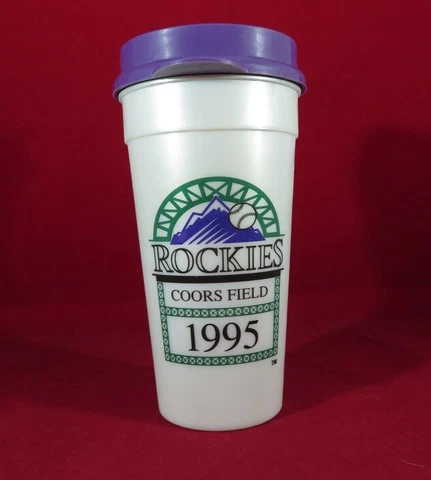 ROCKIES
COORS FIELD
1995
TM